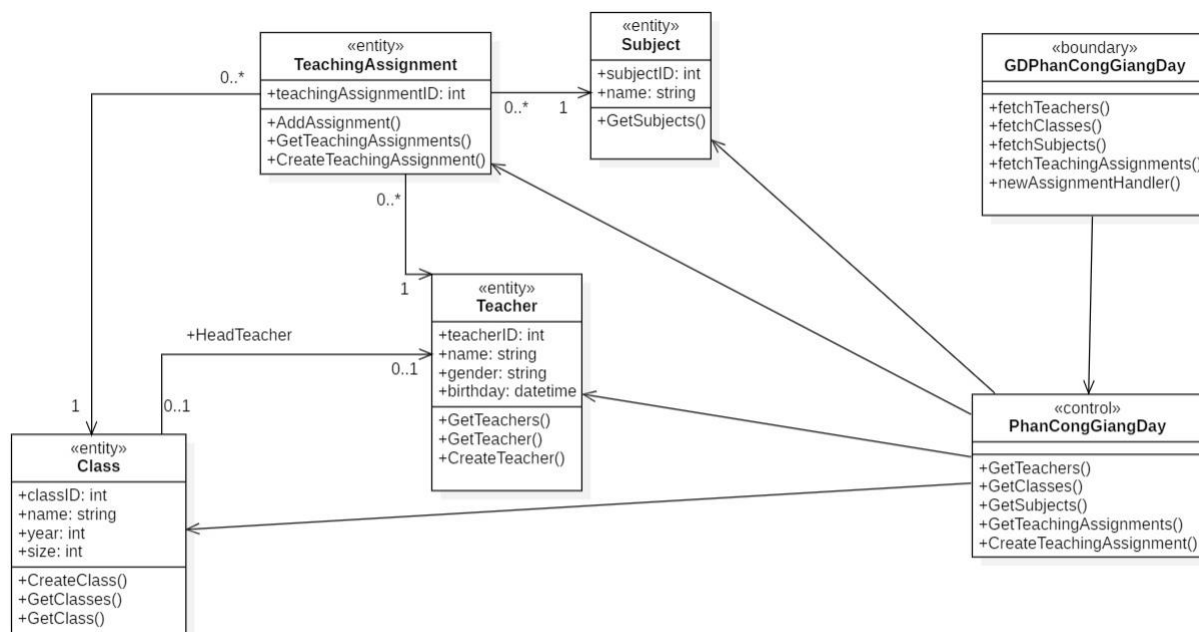 «entity»
TeachingAssignment
+teachingAssignmentID: int
+AddAssignment()
+GetTeachingAssignments()
+CreateTeachingAssignment()
0..*
1
0..*
1
0..*
1
«entity»
Subject
+subjectID: int
+name: string
+GetSubjects()
«boundary»
GDPhanCongGiangDay
+fetchTeachers()
+fetchClasses()
+fetchSubjects()
+fetchTeachingAssignments()
+newAssignmentHandler()
«entity»
Teacher
+teacherID: int
+name: string
+gender: string
+birthday: datetime
+GetTeachers()
+GetTeacher()
+CreateTeacher()
+HeadTeacher
0..1
0..1
«entity»
Class
+classID: int
+name: string
+year: int
+size: int
+CreateClass()
+GetClasses()
+GetClass()
«control»
PhanCongGiangDay
+GetTeachers()
+GetClasses()
+GetSubjects()
+GetTeachingAssignments()
+CreateTeachingAssignment()